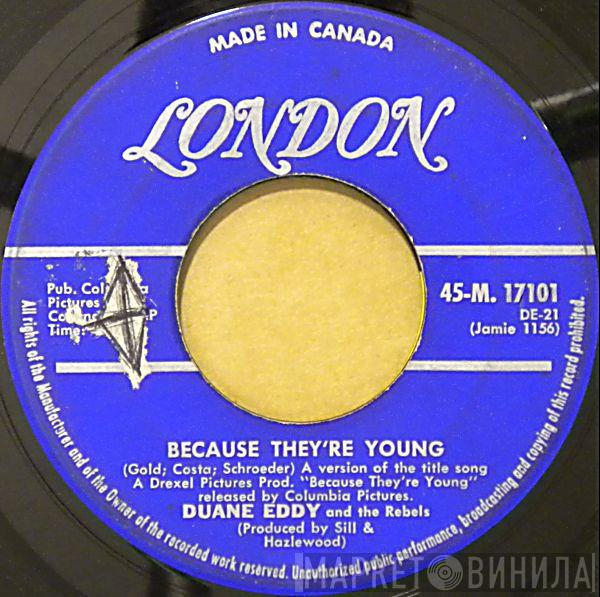 MADE IN CANADA
LONDON
Pub.
Pictures
Time:
45-M. 17101
DE-21
(Jamie 1156)
BECAUSE THEY'RE YOUNG
(Gold; Costa; Schroeder) A version of the title song
A Drexel Pictures Prod. "Because They're Young"
released by Columbia Pictures.
DUANE EDDY and the Rebels
(Produced by Sill &
Hazlewood)
All rights of the Manufacturer and of the Owner of the recorded work reserved. Unauthorized public performance, broadcasting and copying of this record prohibited.
МАРКЕТ ВИНИЛА